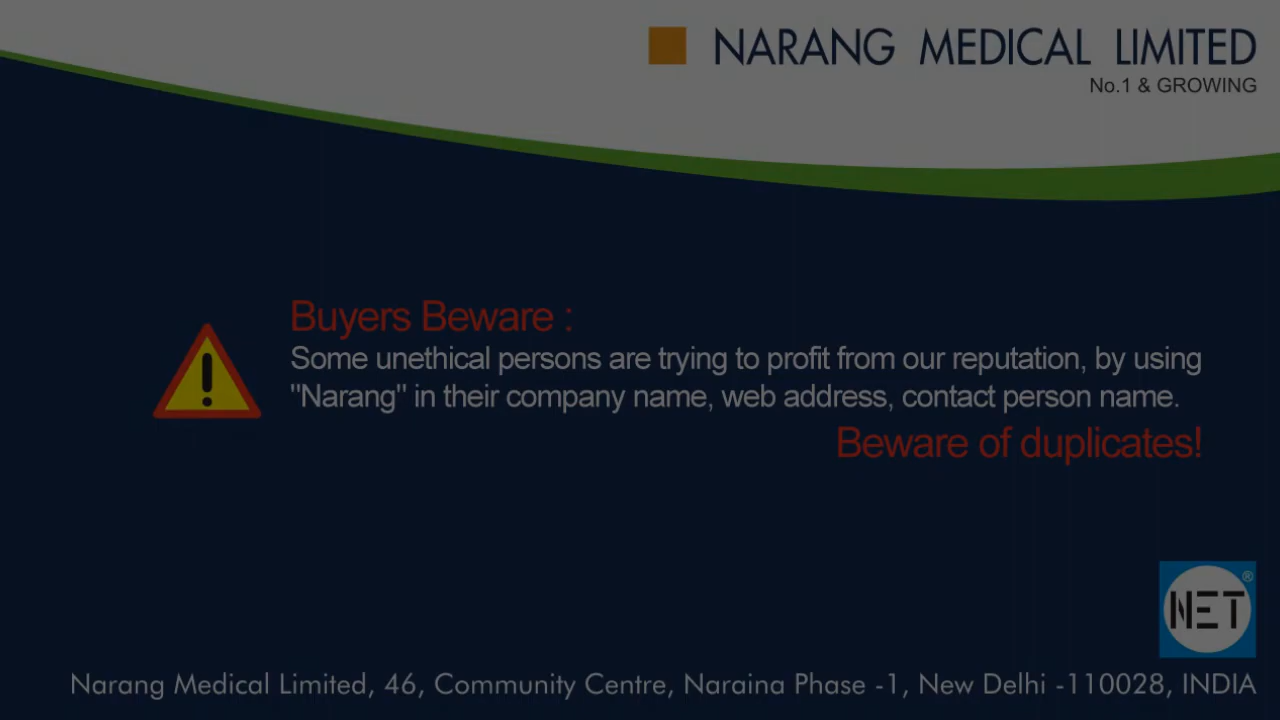 NARANG MEDICAL LIMITED
No.1 & GROWING
Buyers Beware :
Some unethical persons are trying to profit from our reputation, by using
"Narang" in their company name, web address, contact person name.
Beware of duplicates!
NET®
Narang Medical Limited, 46, Community Centre, Naraina Phase -1, New Delhi -110028, INDIA